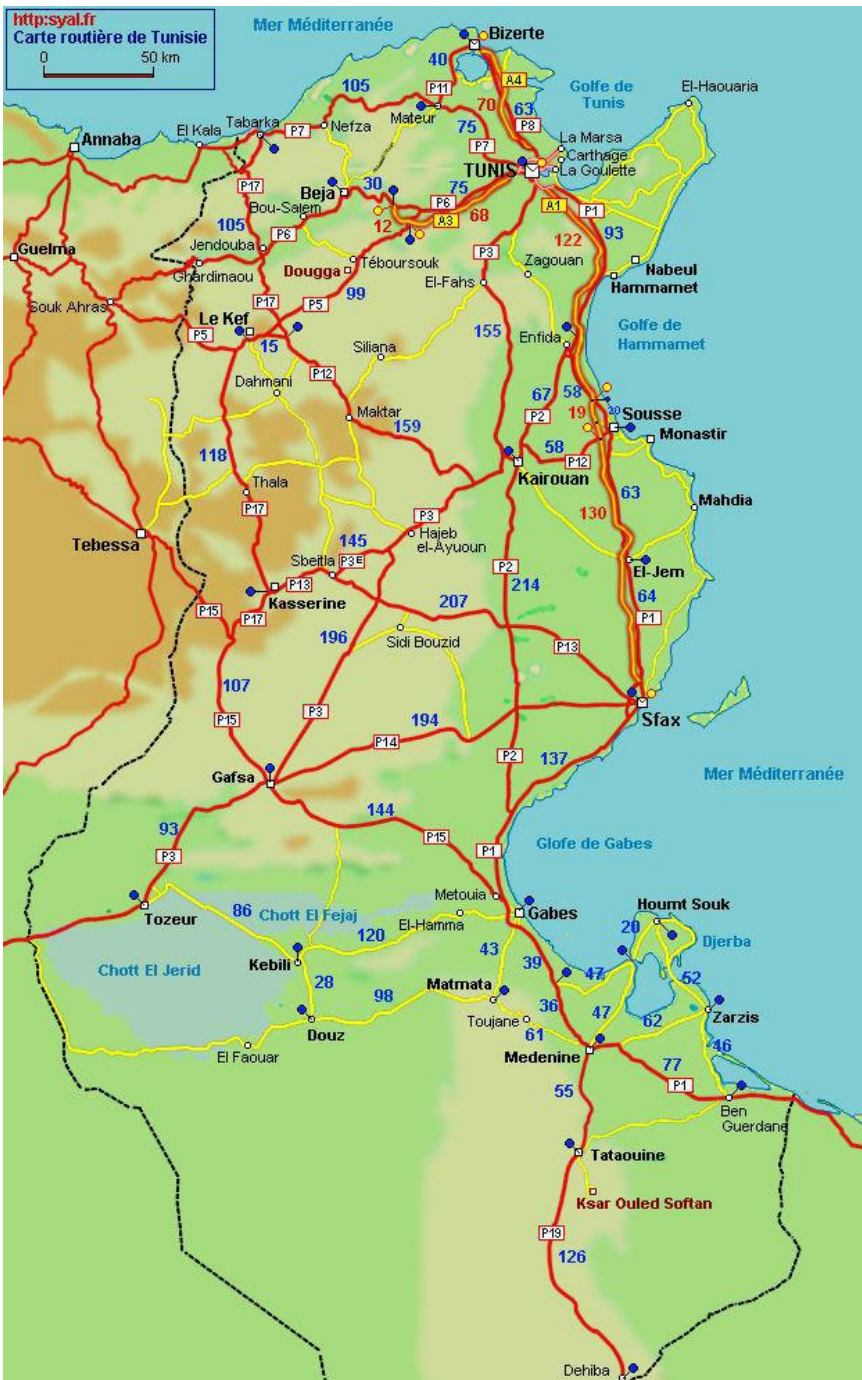 http:syal.fr
Carte routière de Tunisie
0 50 km
Mer Méditerranée
Bizerte
40
A4
El-Haouaria
Golfe de
Tunis
105
P11
70
63
Tabarka
P7
Nefza
Mateur
75
P8
Annaba
El Kala
P7
La Marsa
Carthage
La Goulette
TUNIS
P17
30
75
Beja
P6
68
A1
P1
Bou-Salem
A3
12
105
P6
122
93
Jendouba
P3
Guelma
Ghardimaou
Dougga
Téboursouk
Zagouan
Nabeul
Hammamet
99
El-Fahs
Souk Ahras
P17
P5
Le Kef
P5
15
155
Golfe de
Hammamet
Enfida
Siliana
P12
Dahmani
67
58
30
19
Sousse
Maktar
P2
159
58
Monastir
118
P12
Kairouan
Thala
63
P17
P3
130
Mahdia
Tebessa
145
Hajeb
el-Ayuoun
Sbeitla
P3E
P2
El-Jem
P13
214
Kasserine
207
64
P15
P17
P1
196
Sidi Bouzid
P13
107
P3
P15
194
Sfax
P14
137
P2
Gafsa
Mer Méditerranée
144
93
P15
P3
P1
Glofe de Gabes
Metouia
Tozeur
86
Chott El Fejaj
Gabes
Houmt Souk
120
El-Hamma
20
Djerba
Chott El Jerid
Kebili
43
39
47
52
28
98
Matmata
36
47
62
Zarzis
Douz
Toujane
61
46
El Faouar
Medenine
77
P1
55
Ben
Guerdane
Tataouine
Ksar Ouled Softan
P19
126
Dehiba